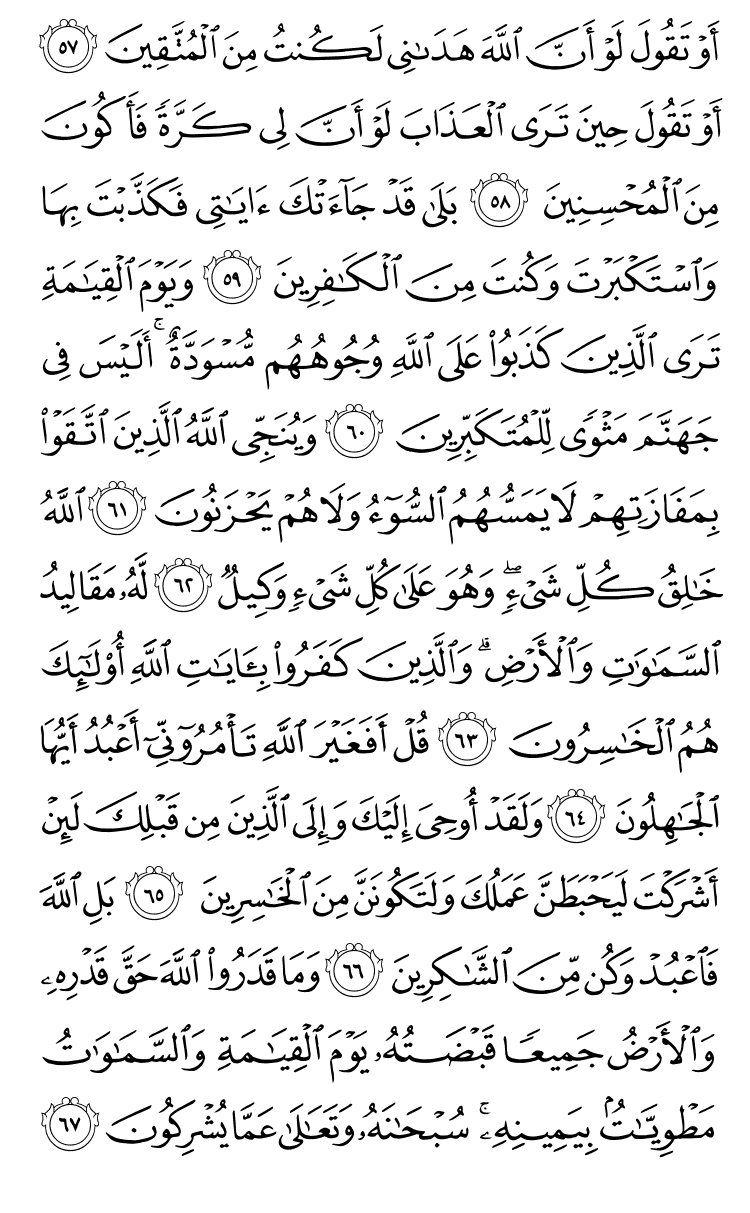 أَوْ تَقُولَ لَوْ أَنَّ ٱللَّهَ هَدَىٰنِى لَكُنتُ مِنَ ٱلْمُتَّقِينَ ٥٧
أَوْ تَقُولَ حِينَ تَرَى ٱلْعَذَابَ لَوْ أَنَّ لِى كَرَّةً فَأَكُونَ
مِنَ ٱلْمُحْسِنِينَ ٥٨ بَلَىٰ قَدْ جَآءَتْكَ ءَايَٰتِى فَكَذَّبْتَ بِهَا
وَٱسْتَكْبَرْتَ وَكُنتَ مِنَ ٱلْكَٰفِرِينَ ٥٩ وَيَوْمَ ٱلْقِيَٰمَةِ
تَرَى ٱلَّذِينَ كَذَبُوا۟ عَلَى ٱللَّهِ وُجُوهُهُم مُّسْوَدَّةٌ ۚ أَلَيْسَ فِى
جَهَنَّمَ مَثْوًى لِّلْمُتَكَبِّرِينَ ٦٠ وَيُنَجِّى ٱللَّهُ ٱلَّذِينَ ٱتَّقَوْا۟
بِمَفَازَتِهِمْ لَا يَمَسُّهُمُ ٱلسُّوٓءُ وَلَا هُمْ يَحْزَنُونَ ٦١ ٱللَّهُ
خَٰلِقُ كُلِّ شَىْءٍ ۖ وَهُوَ عَلَىٰ كُلِّ شَىْءٍ وَكِيلٌ ٦٢ لَّهُۥ مَقَالِيدُ
ٱلسَّمَٰوَٰتِ وَٱلْأَرْضِ ۗ وَٱلَّذِينَ كَفَرُوا۟ بِـَٔايَٰتِ ٱللَّهِ أُو۟لَٰٓئِكَ
هُمُ ٱلْخَٰسِرُونَ ٦٣ قُلْ أَفَغَيْرَ ٱللَّهِ تَأْمُرُوٓنِّىٓ أَعْبُدُ أَيُّهَا
ٱلْجَٰهِلُونَ ٦٤ وَلَقَدْ أُوحِىَ إِلَيْكَ وَإِلَى ٱلَّذِينَ مِن قَبْلِكَ لَئِنْ
أَشْرَكْتَ لَيَحْبَطَنَّ عَمَلُكَ وَلَتَكُونَنَّ مِنَ ٱلْخَٰسِرِينَ ٦٥ بَلِ ٱللَّهَ
فَٱعْبُدْ وَكُن مِّنَ ٱلشَّٰكِرِينَ ٦٦ وَمَا قَدَرُوا۟ ٱللَّهَ حَقَّ قَدْرِهِۦ
وَٱلْأَرْضُ جَمِيعًا قَبْضَتُهُۥ يَوْمَ ٱلْقِيَٰمَةِ وَٱلسَّمَٰوَٰتُ
مَطْوِيَّٰتٌۢ بِيَمِينِهِۦ ۚ سُبْحَٰنَهُۥ وَتَعَٰلَىٰ عَمَّا يُشْرِكُونَ ٦٧